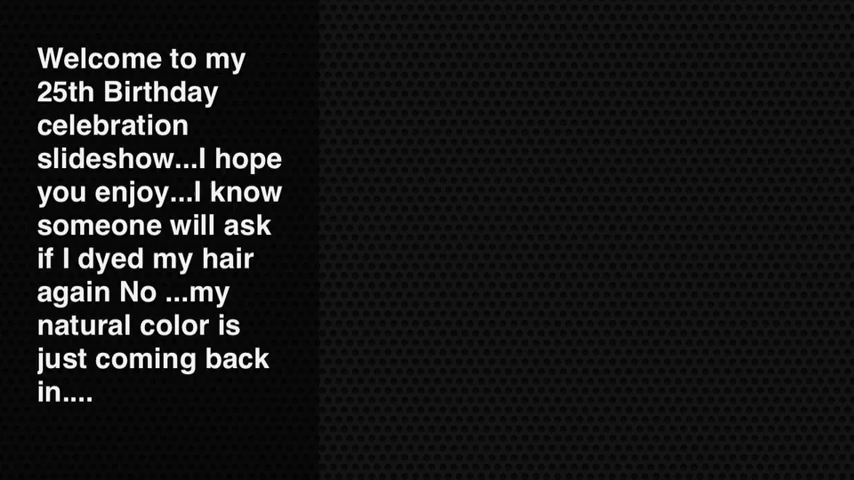 Welcome to my
25th Birthday
celebration
slideshow...I hope
you enjoy...I know
someone will ask
if I dyed my hair
again No ...my
natural color is
just coming back
in....